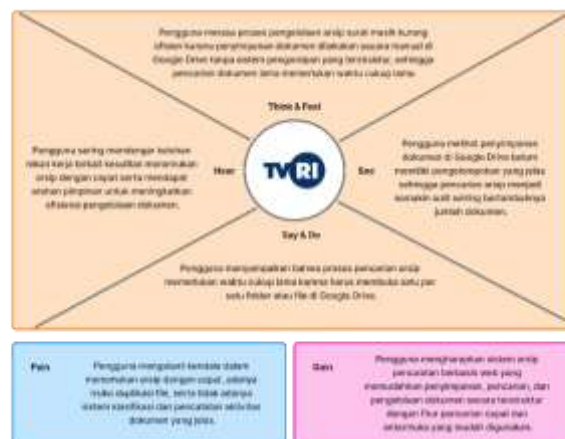 Pengguna merasa proses pengelolaan arsip surat masih kurang
efisien karena penyimpanan dokumen dilakukan secara manual di
Google Drive tanpa sistem pengarsipan yang terstruktur, sehingga
pencarian dokumen lama memerlukan waktu cukup lama.
Think & Feel
Pengguna sering mendengar keluhan
rekan kerja terkait kesulitan menemukan
arsip dengan cepat serta mendapat
arahan pimpinan untuk meningkatkan
efisiensi pengelolaan dokumen.
Hear
TVRI
See
Pengguna melihat penyimpanan
dokumen di Google Drive belum
memiliki pengelompokan yang jelas
sehingga pencarian arsip menjadi
semakin sulit seiring bertambahnya
jumlah dokumen.
Say & Do
Pengguna menyampaikan bahwa proses pencarian arsip
memerlukan waktu cukup lama karena harus membuka satu per
satu folder atau file di Google Drive.
Pain
Pengguna mengalami kendala dalam
menemukan arsip dengan cepat, adanya
risiko duplikasi file, serta tidak adanya
sistem klasifikasi dan pencatatan aktivitas
dokumen yang jelas.
Gain
Pengguna mengharapkan sistem arsip
persuratan berbasis web yang
memudahkan penyimpanan, pencarian, dan
pengelolaan dokumen secara terstruktur
dengan fitur pencarian cepat dan
antarmuka yang mudah digunakan.